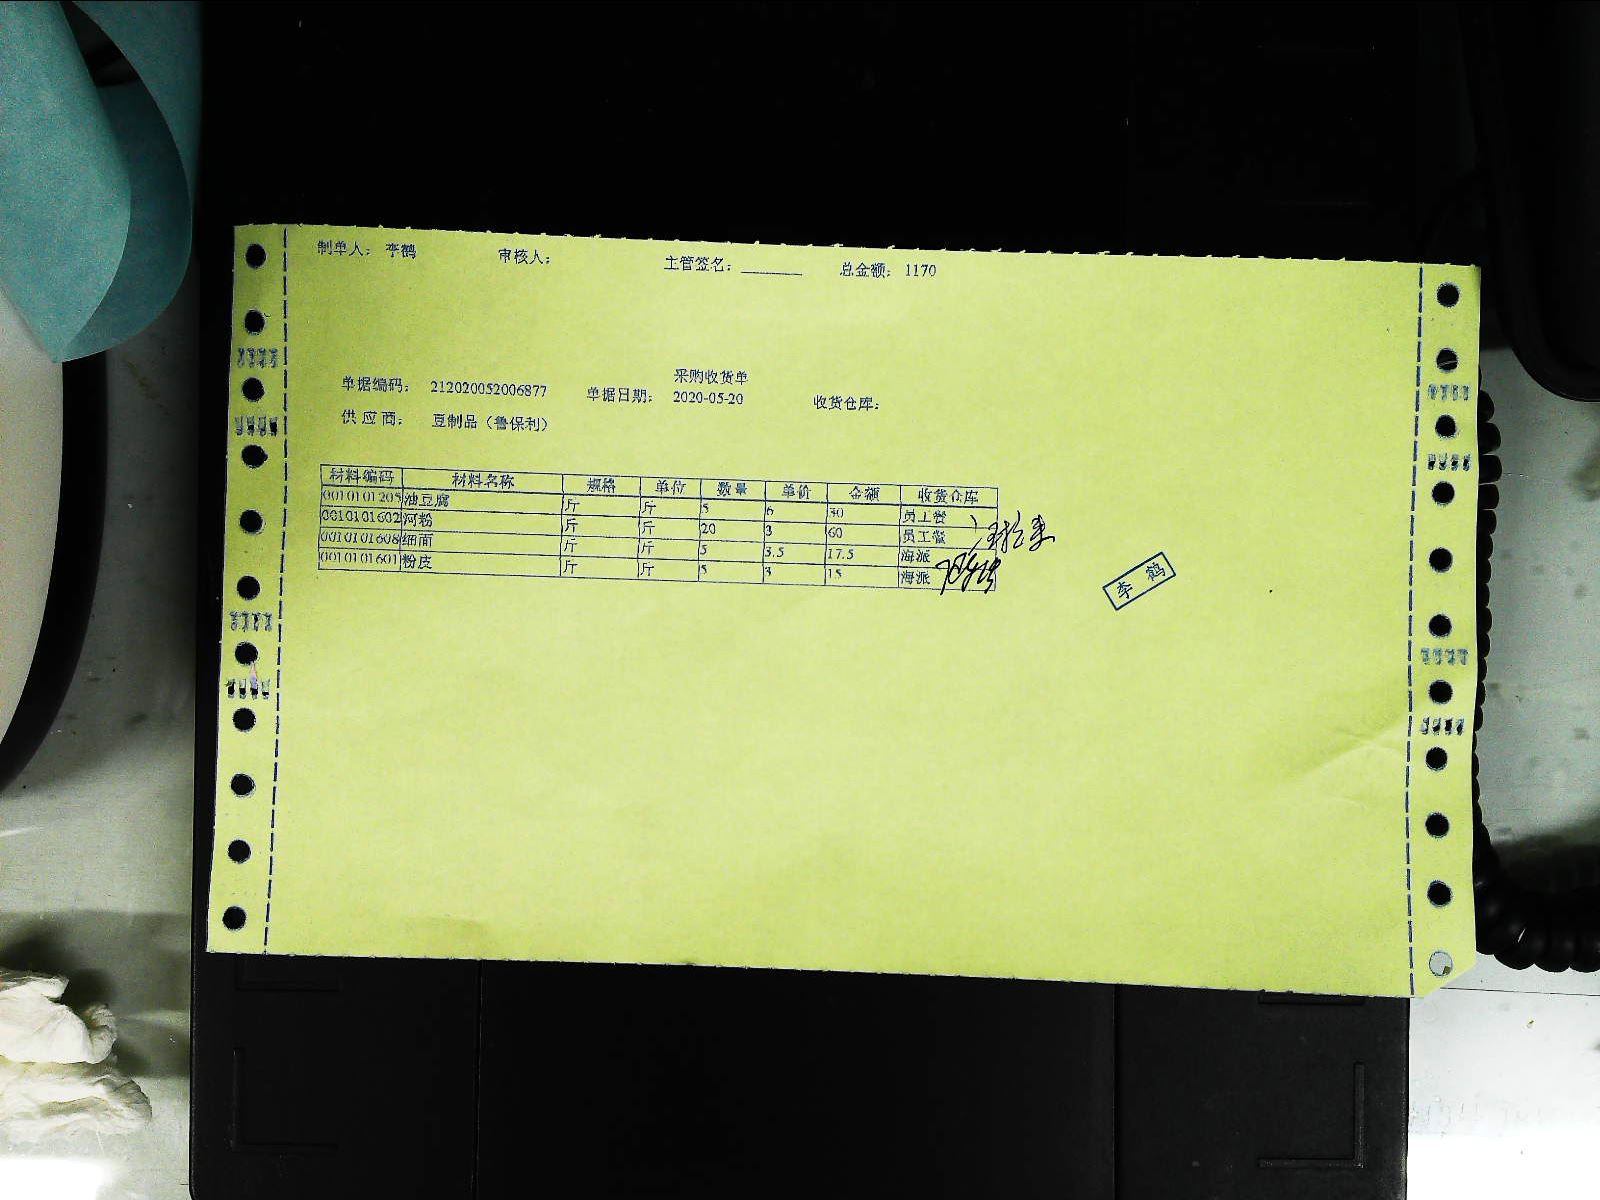 制单人： 李鹤 审核人： 主管签名：________ 总金额： 1170
采购收货单
单据编码： 212020052006877 单据日期： 2020-05-20 收货仓库：
供 应 商： 豆制品（鲁保利）
材料编码 材料名称 规格 单位 数量 单价 金额 收货仓库
0010101205 油豆腐 斤 斤 5 6 30 员工餐
0010101602 河粉 斤 斤 20 3 60 员工餐
0010101608 细面 斤 斤 5 3.5 17.5 海派
0010101601 粉皮 斤 斤 5 3 15 海派
李 鹤